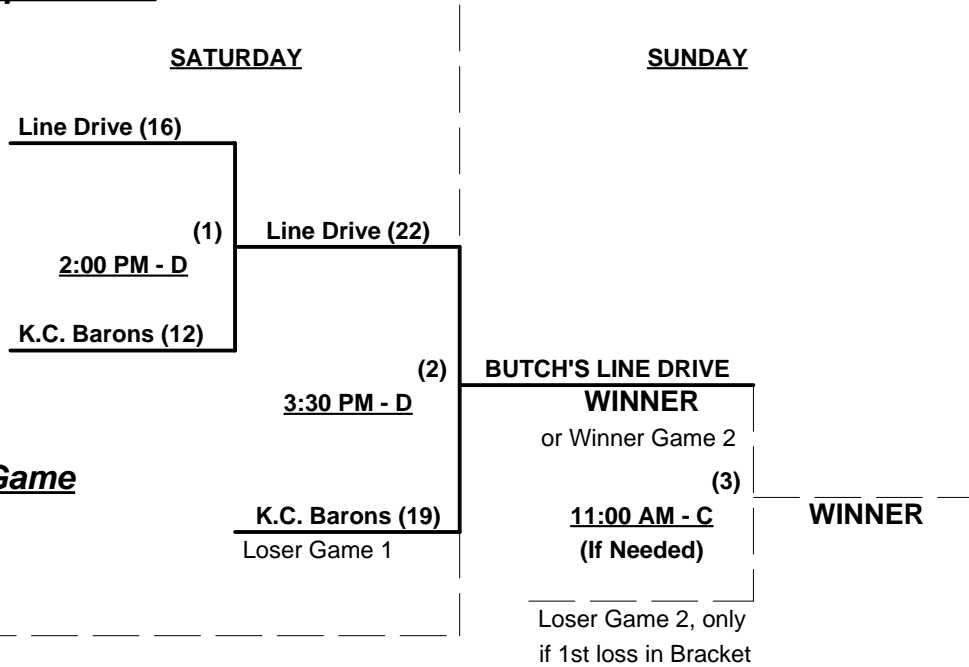 SATURDAY
SUNDAY
Line Drive (16)
(1)
Line Drive (22)
2:00 PM - D
K.C. Barons (12)
(2)
BUTCH'S LINE DRIVE
3:30 PM - D
WINNER
or Winner Game 2
Game
(3)
K.C. Barons (19)
11:00 AM - C
WINNER
Loser Game 1
(If Needed)
Loser Game 2, only
if 1st loss in Bracket